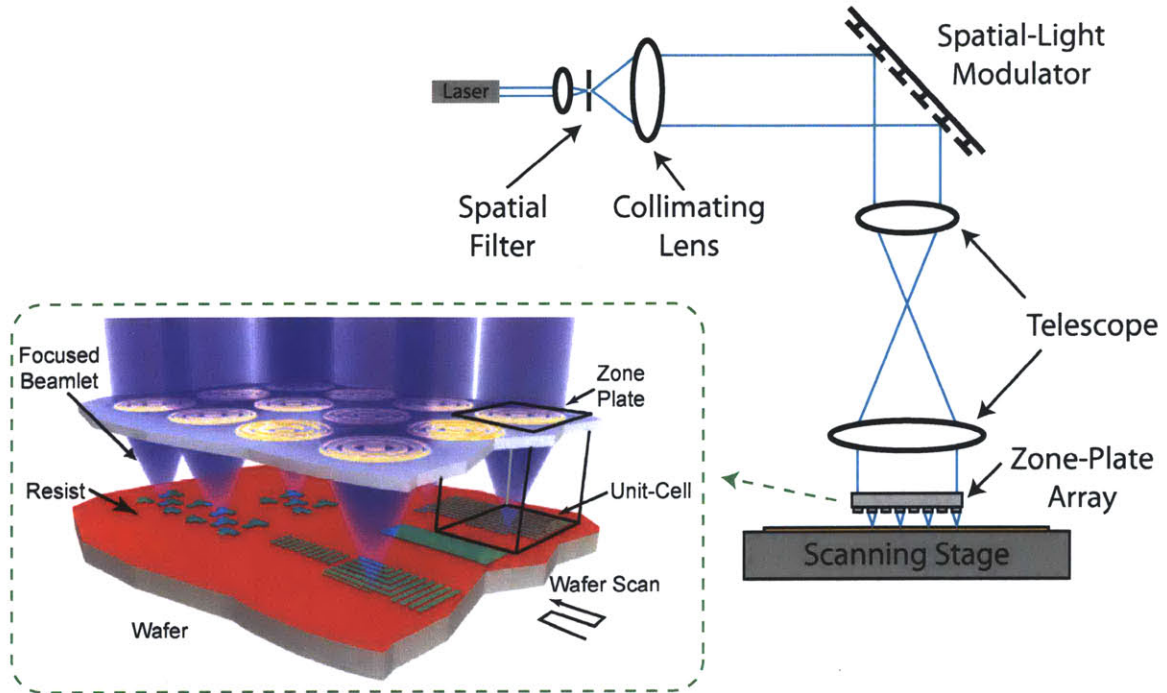 Laser
Spatial-Light
Modulator
Spatial
Filter
Collimating
Lens
Telescope
Zone-Plate
Array
Scanning Stage
Focused
Beamlet
Zone
Plate
Resist
Unit-Cell
Wafer Scan
Wafer